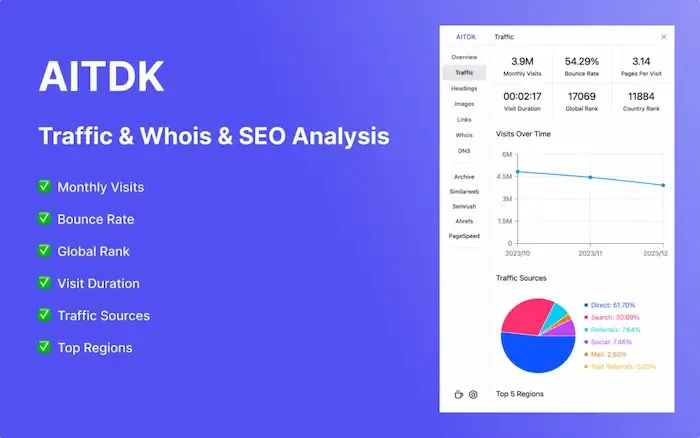 AITDK
Traffic & Whois & SEO Analysis
✅ Monthly Visits
✅ Bounce Rate
✅ Global Rank
✅ Visit Duration
✅ Traffic Sources
✅ Top Regions
AITDK
Traffic
×
Overview
Traffic
Headings
Images
Links
Whois
DNS
Archive
Similarweb
Semrush
Ahrefs
PageSpeed
3.9M
Monthly Visits
54.29%
Bounce Rate
3.14
Pages Per Visit
00:02:17
Visit Duration
17069
Global Rank
11884
Country Rank
Visits Over Time
6M
4.5M
3M
1.5M
0
2023/10
2023/11
2023/12
Traffic Sources
Direct: 51.70%
Search: 30.69%
Referrals: 7.64%
Social: 7.46%
Mail: 2.50%
Paid Referrals: 0.02%
Top 5 Regions